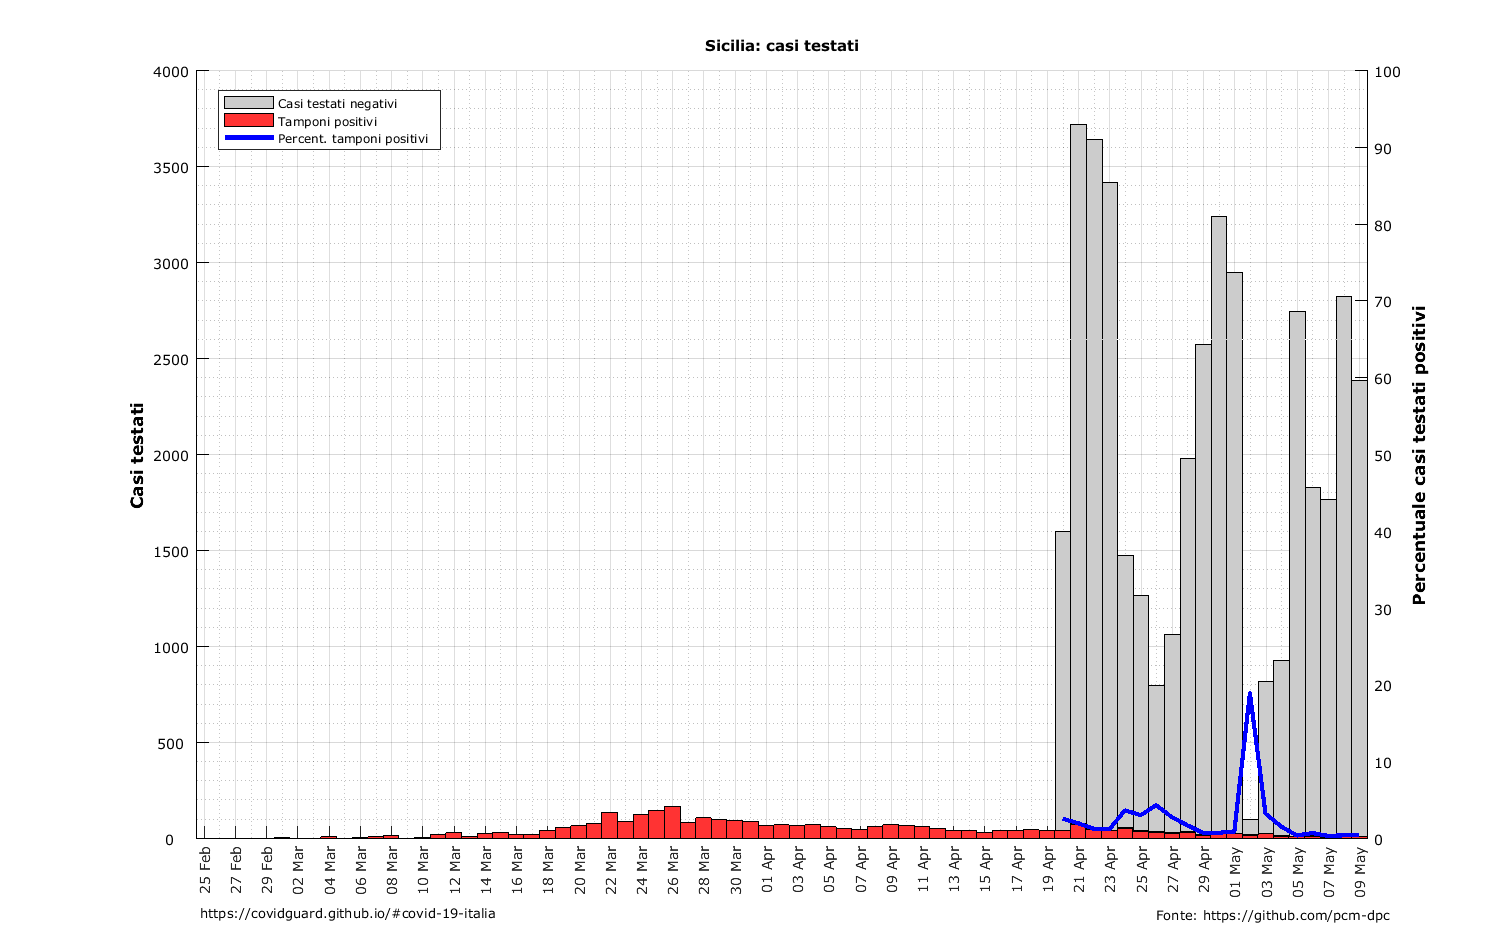 Sicilia: casi testati
4000
3500
3000
2500
2000
1500
1000
500
0
Casi testati
Casi testati negativi
Tamponi positivi
Percent. tamponi positivi
100
90
80
70
60
50
40
30
20
10
0
Percentuale casi testati positivi
25 Feb
27 Feb
29 Feb
02 Mar
04 Mar
06 Mar
08 Mar
10 Mar
12 Mar
14 Mar
16 Mar
18 Mar
20 Mar
22 Mar
24 Mar
26 Mar
28 Mar
30 Mar
01 Apr
03 Apr
05 Apr
07 Apr
09 Apr
11 Apr
13 Apr
15 Apr
17 Apr
19 Apr
21 Apr
23 Apr
25 Apr
27 Apr
29 Apr
01 May
03 May
05 May
07 May
09 May
https://covidguard.github.io/#covid-19-italia
Fonte: https://github.com/pcm-dpc